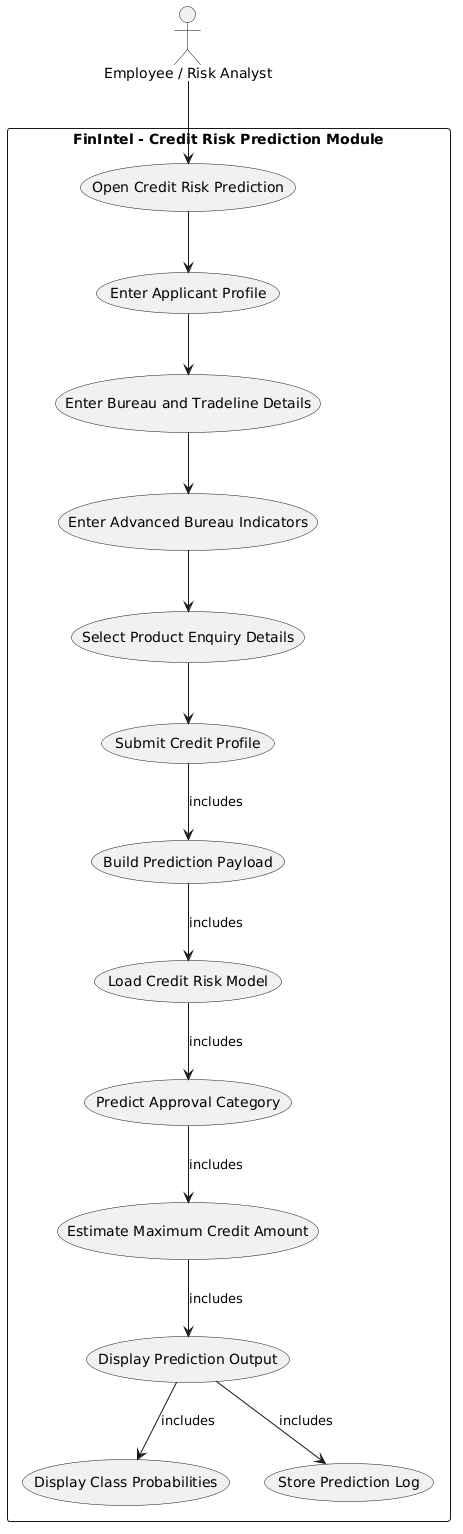 Employee / Risk Analyst
FinIntel - Credit Risk Prediction Module
Open Credit Risk Prediction
Enter Applicant Profile
Enter Bureau and Tradeline Details
Enter Advanced Bureau Indicators
Select Product Enquiry Details
Submit Credit Profile
includes
Build Prediction Payload
includes
Load Credit Risk Model
includes
Predict Approval Category
includes
Estimate Maximum Credit Amount
includes
Display Prediction Output
includes
includes
Display Class Probabilities
Store Prediction Log